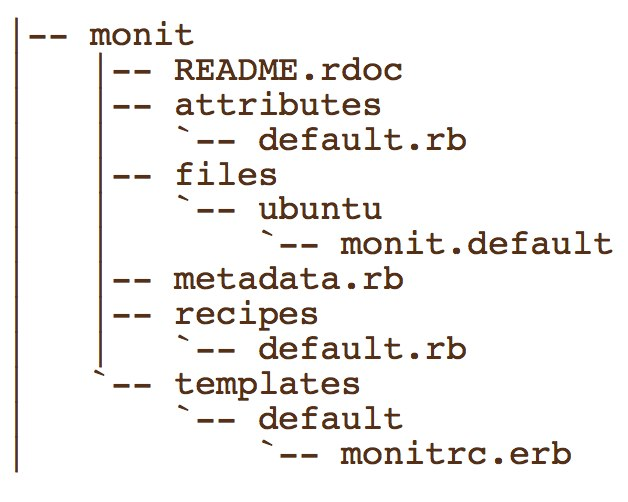 |-- monit
|   |-- README.rdoc
|   |-- attributes
|   |   `-- default.rb
|   |-- files
|   |   `-- ubuntu
|   |       `-- monit.default
|   |-- metadata.rb
|   |-- recipes
|   |   `-- default.rb
|   `-- templates
|       `-- default
|           `-- monitrc.erb